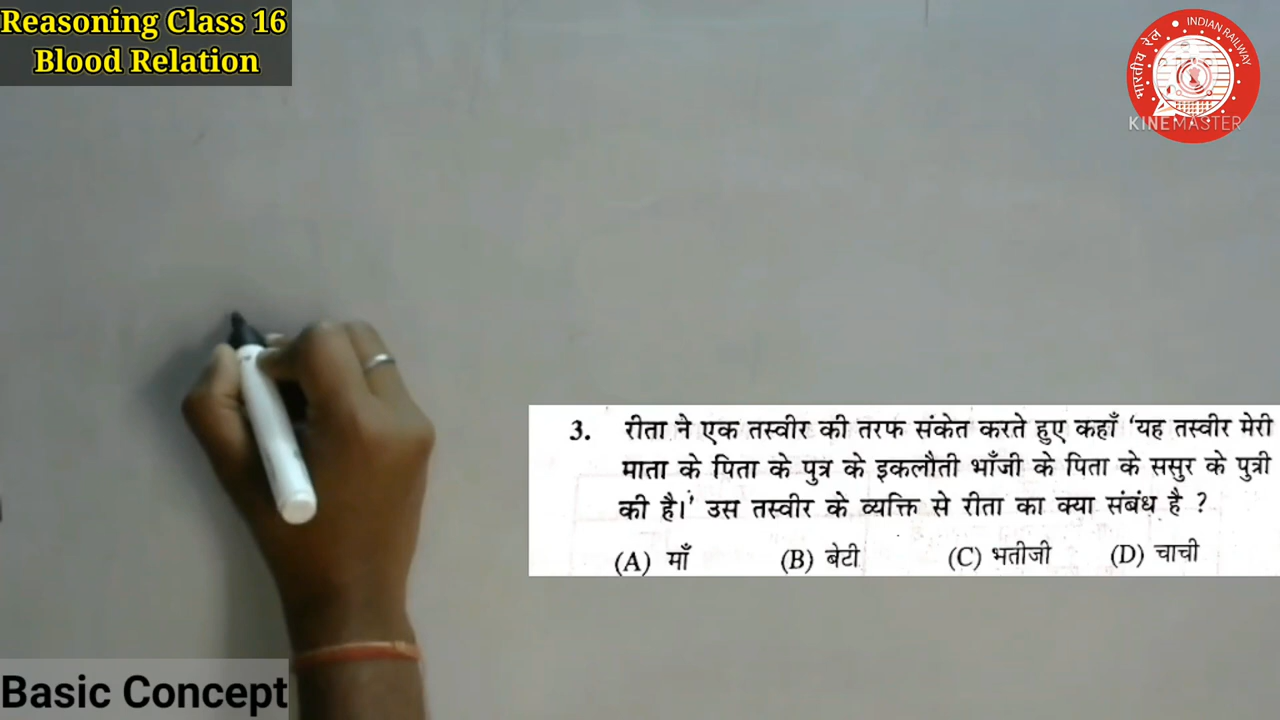 Reasoning Class 16
Blood Relation
भारतीय रेल
INDIAN RAILWAY
KINEMASTER
3. रीता ने एक तस्वीर की तरफ संकेत करते हुए कहाँ 'यह तस्वीर मेरी
माता के पिता के पुत्र के इकलौती भाँजी के पिता के ससुर के पुत्री
की है।' उस तस्वीर के व्यक्ति से रीता का क्या संबंध है ?
(A) माँ (B) बेटी (C) भतीजी (D) चाची
Basic Concept